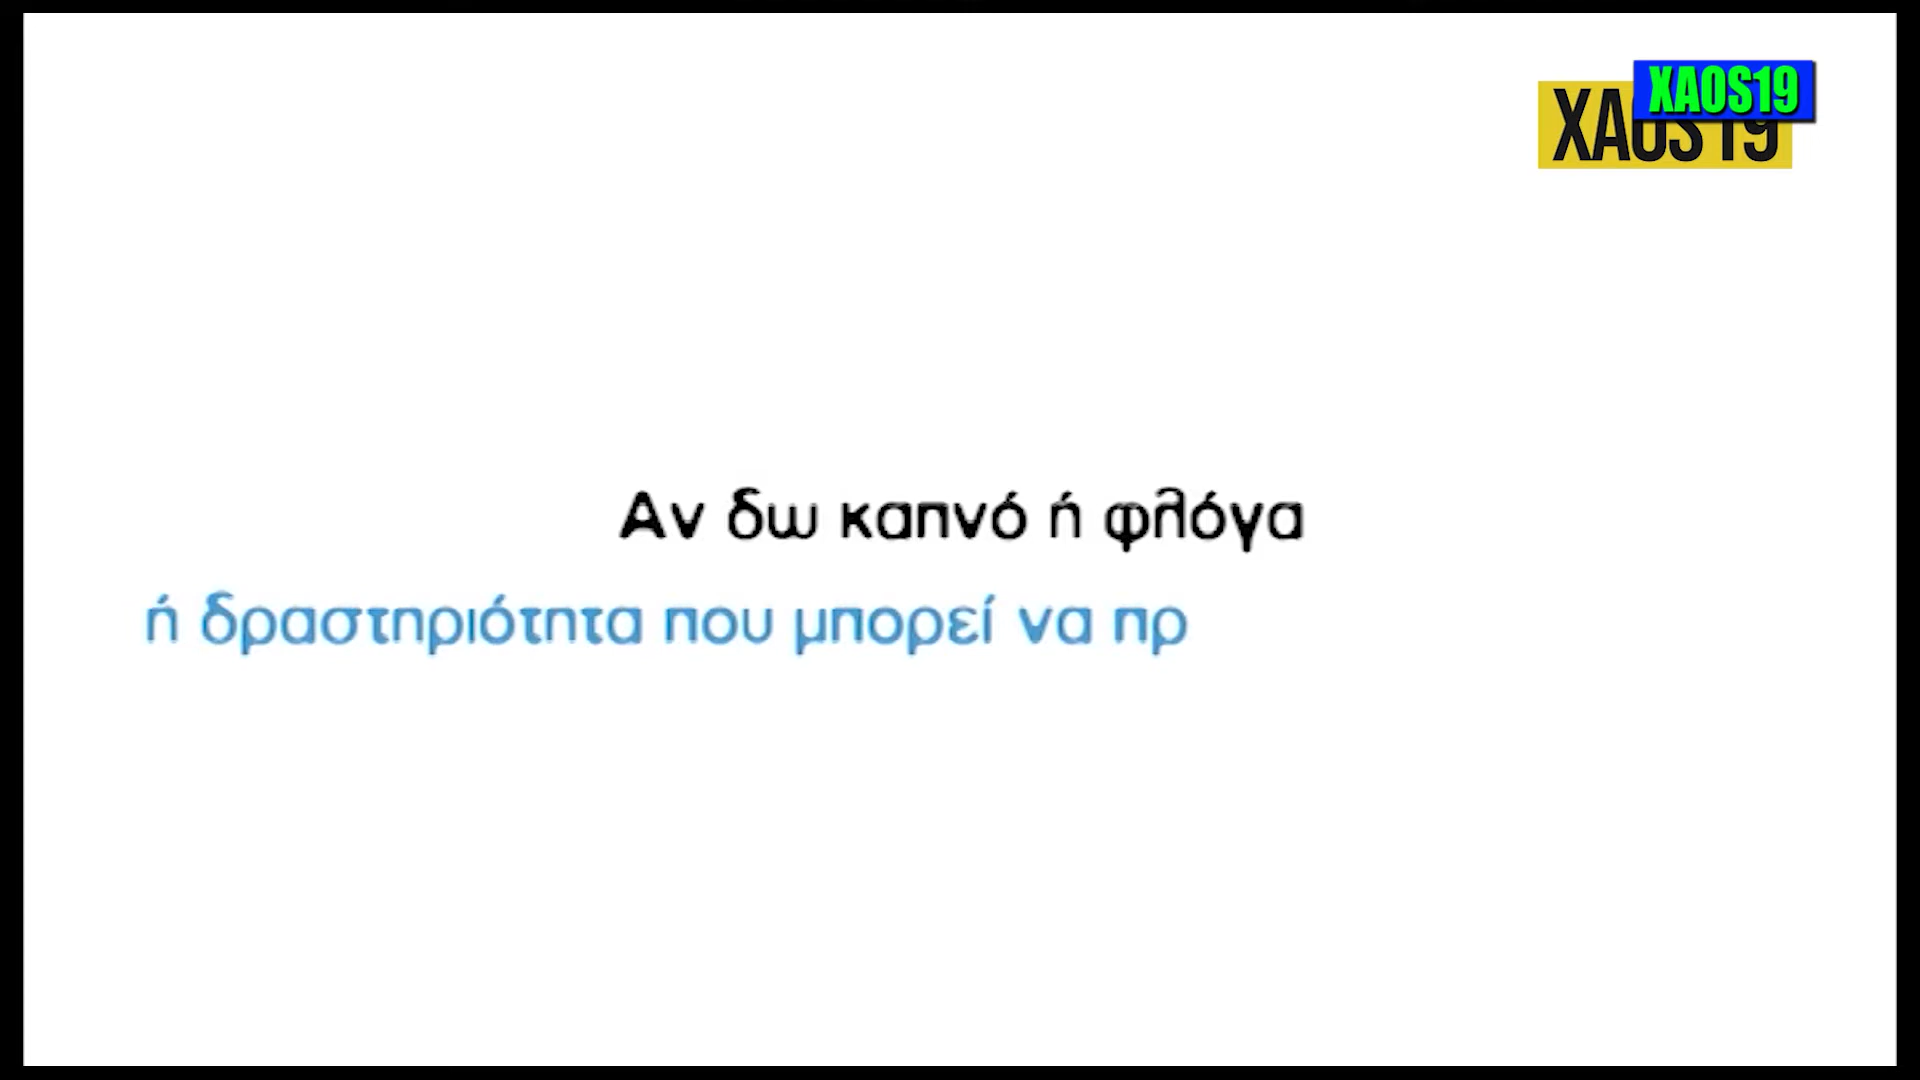 XAOS19
XAOS19
Αν δω καπνό ή φλόγα
ή δραστηριότητα που μπορεί να πρ